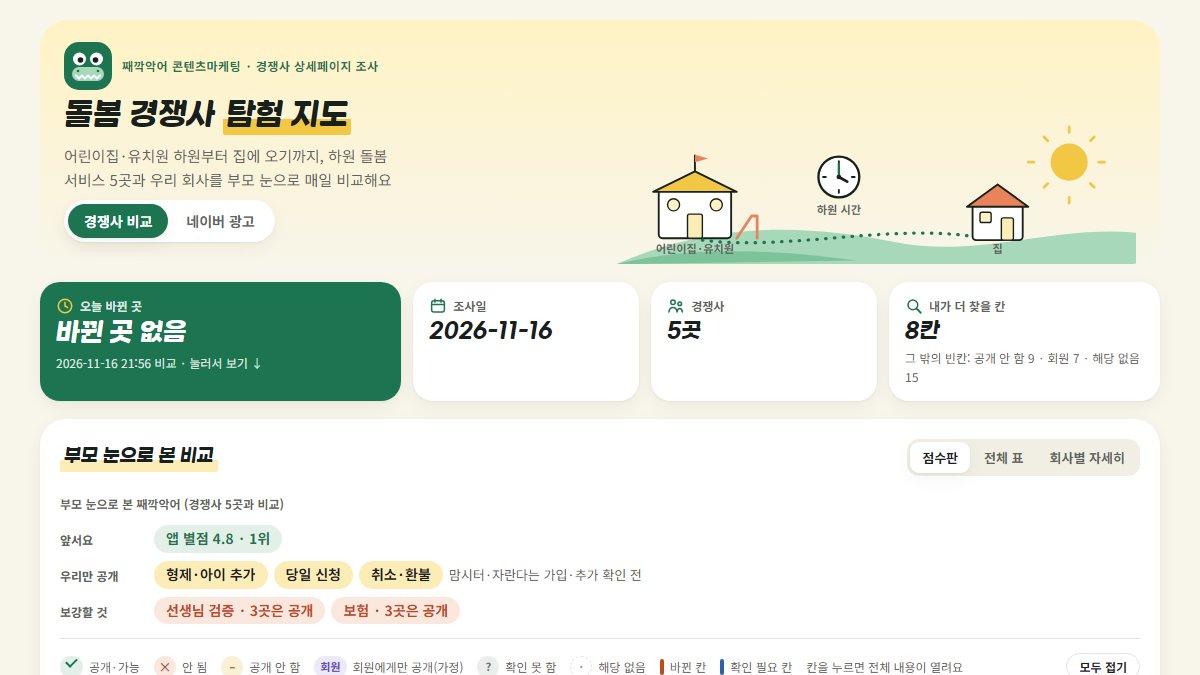 째깍악어 콘텐츠마케팅 · 경쟁사 상세페이지 조사
돌봄 경쟁사 탐험 지도
어린이집·유치원 하원부터 집에 오기까지, 하원 돌봄
서비스 5곳과 우리 회사를 부모 눈으로 매일 비교해요
경쟁사 비교
네이버 광고
하원 시간
어린이집·유치원
집
오늘 바뀐 곳
바뀐 곳 없음
2026-11-16 21:56 비교 · 눌러서 보기 ↓
조사일
2026-11-16
경쟁사
5곳
내가 더 찾을 칸
8칸
그 밖의 빈칸: 공개 안 함 9 · 회원 7 · 해당 없음
15
부모 눈으로 본 비교
점수판
전체 표
회사별 자세히
부모 눈으로 본 째깍악어 (경쟁사 5곳과 비교)
앞서요
앱 별점 4.8 · 1위
우리만 공개
형제·아이 추가
당일 신청
취소·환불
맘시터·자란다는 가입·추가 확인 전
보강할 것
선생님 검증 · 3곳은 공개
보험 · 3곳은 공개
공개·가능
안 됨
– 공개 안 함
회원 회원에게만 공개(가정)
? 확인 못 함
· 해당 없음
바뀐 칸
확인 필요 칸
칸을 누르면 전체 내용이 열려요
모두 접기